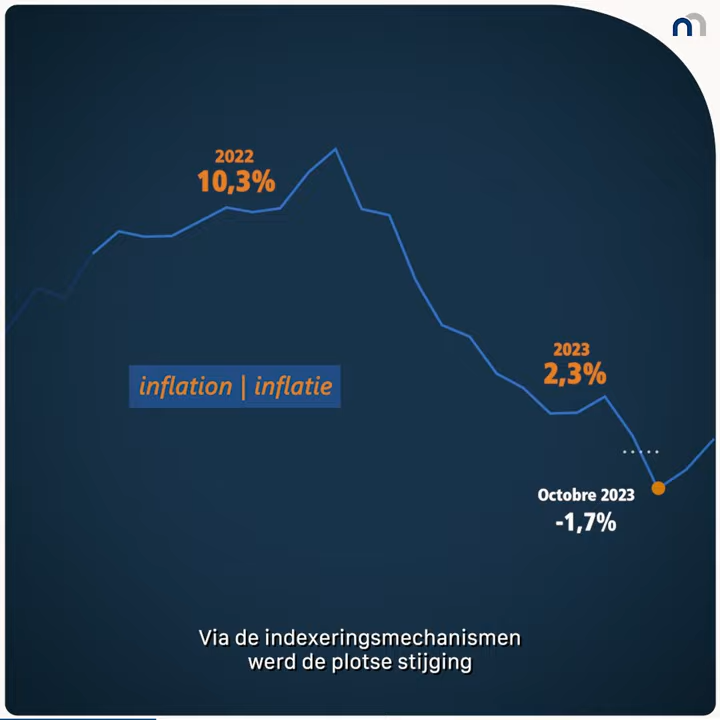 2022
10,3%
2023
2,3%
inflation | inflatie
Octobre 2023
-1,7%
Via de indexeringsmechanismen
werd de plotse stijging